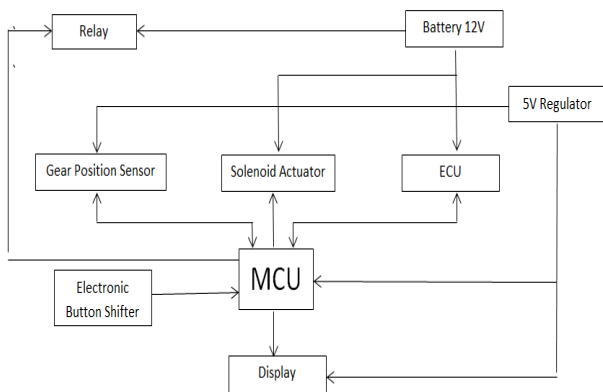 Relay
Battery 12V
5V Regulator
Gear Position Sensor
Solenoid Actuator
ECU
MCU
Electronic
Button Shifter
Display